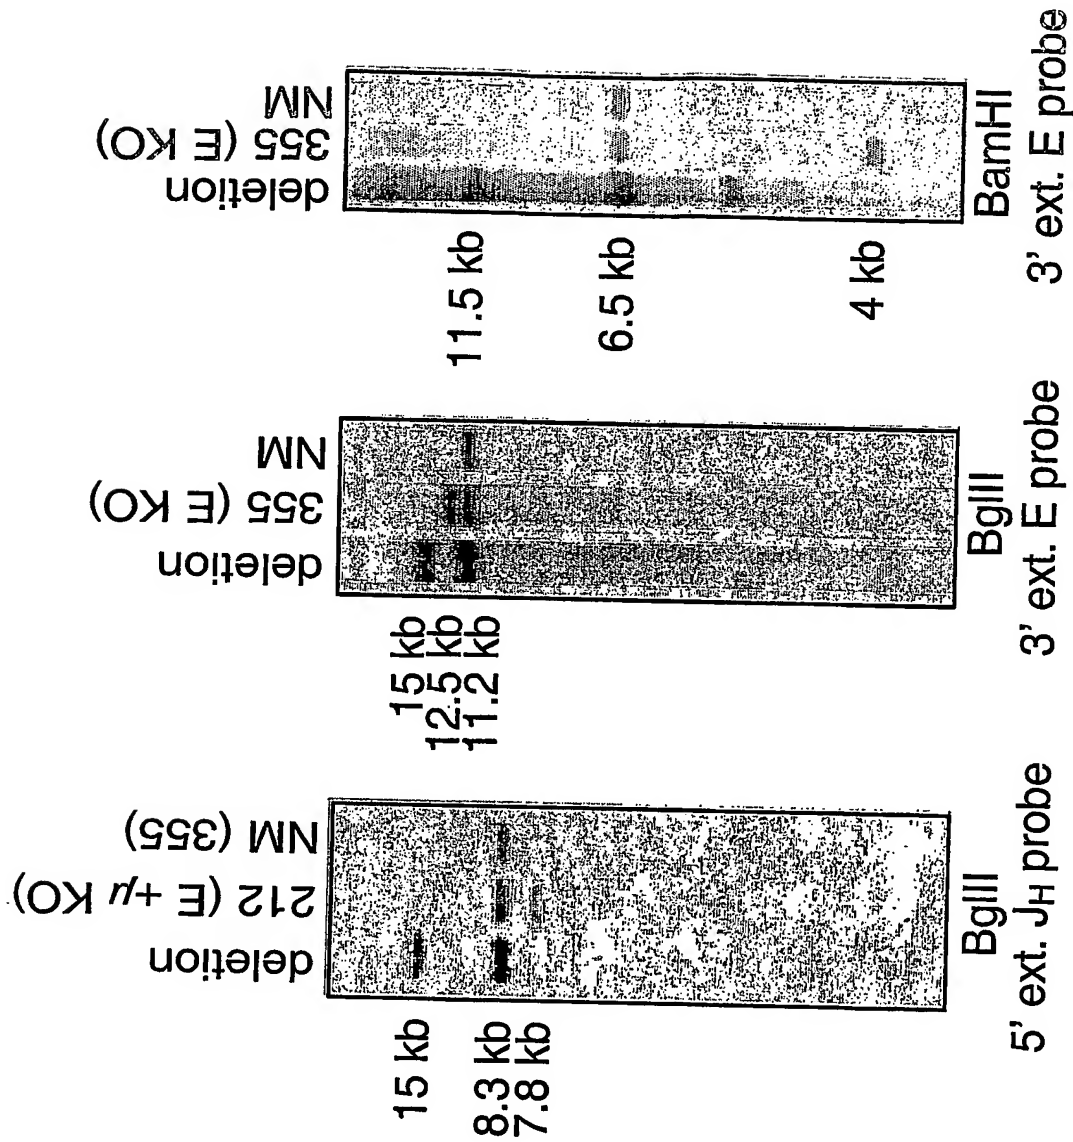 deletion
212 (E +μ KO)
NM (355)
15 kb
8.3 kb
7.8 kb
BglII
5' ext. JH probe
deletion
355 (E KO)
NM
15 kb
12.5 kb
11.2 kb
BglII
3' ext. E probe
deletion
355 (E KO)
NM
11.5 kb
6.5 kb
4 kb
BamHI
3' ext. E probe